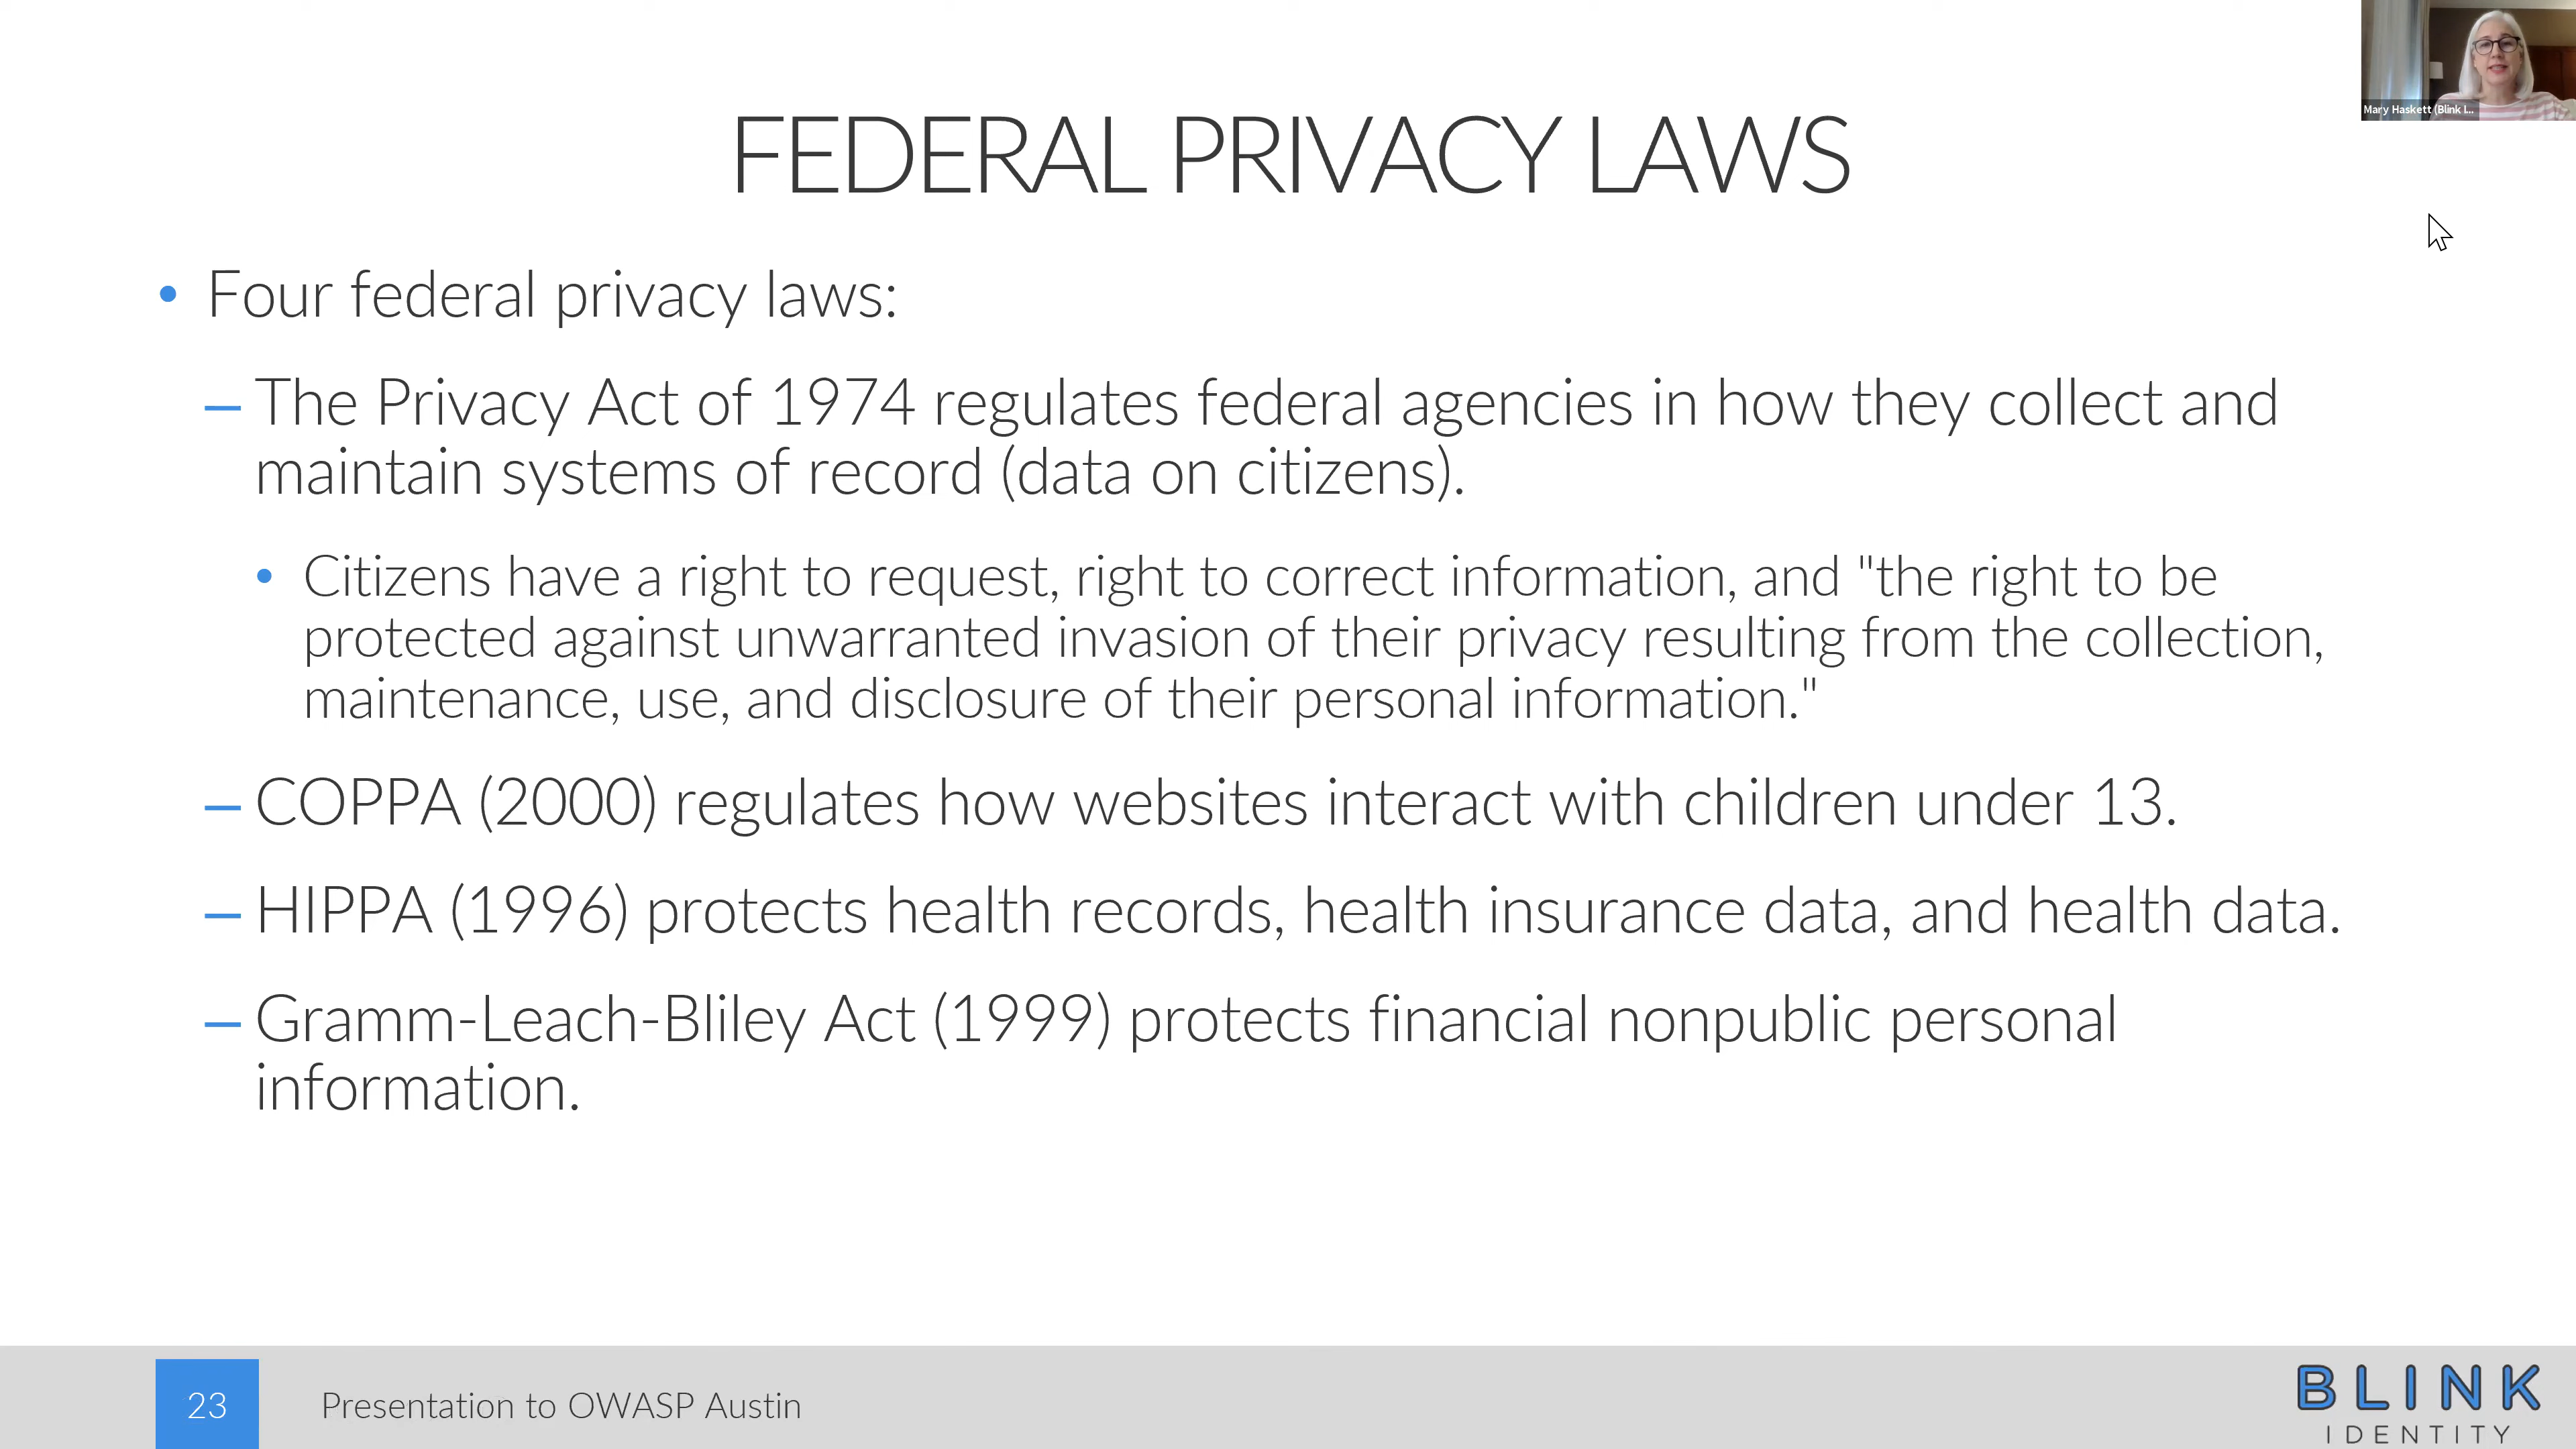 Mary Haskett (Blink I...
FEDERAL PRIVACY LAWS
• Four federal privacy laws:
– The Privacy Act of 1974 regulates federal agencies in how they collect and
maintain systems of record (data on citizens).
• Citizens have a right to request, right to correct information, and "the right to be
protected against unwarranted invasion of their privacy resulting from the collection,
maintenance, use, and disclosure of their personal information."
– COPPA (2000) regulates how websites interact with children under 13.
– HIPPA (1996) protects health records, health insurance data, and health data.
– Gramm-Leach-Bliley Act (1999) protects financial nonpublic personal
information.
23
Presentation to OWASP Austin
BLINK
IDENTITY